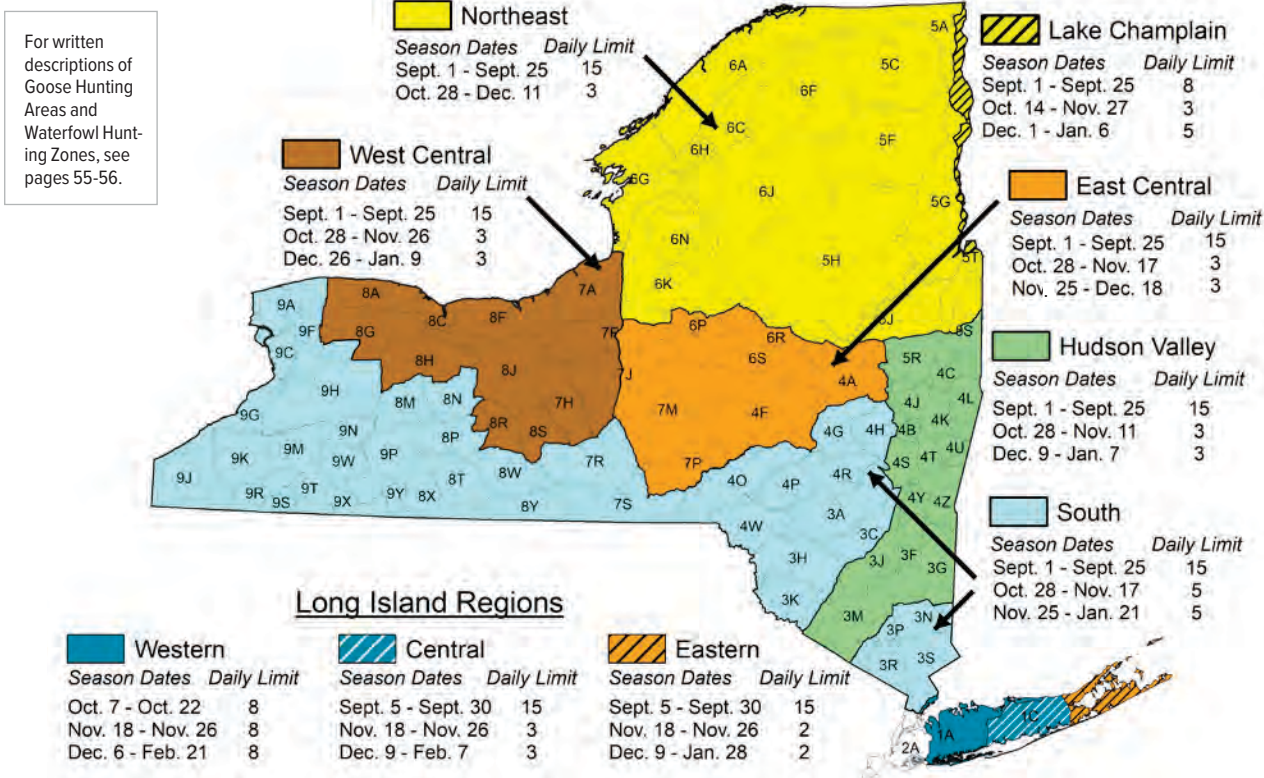 For written
descriptions of
Goose Hunting
Areas and
Waterfowl Hunt-
ing Zones, see
pages 55-56.
Northeast
Season Dates Daily Limit
Sept. 1 - Sept. 25 15
Oct. 28 - Dec. 11 3
Lake Champlain
Season Dates Daily Limit
Sept. 1 - Sept. 25 8
Oct. 14 - Nov. 27 3
Dec. 1 - Jan. 6 5
West Central
Season Dates Daily Limit
Sept. 1 - Sept. 25 15
Oct. 28 - Nov. 26 3
Dec. 26 - Jan. 9 3
East Central
Season Dates Daily Limit
Sept. 1 - Sept. 25 15
Oct. 28 - Nov. 17 3
Nov. 25 - Dec. 18 3
Hudson Valley
Season Dates Daily Limit
Sept. 1 - Sept. 25 15
Oct. 28 - Nov. 11 3
Dec. 9 - Jan. 7 3
South
Season Dates Daily Limit
Sept. 1 - Sept. 25 15
Oct. 28 - Nov. 17 5
Nov. 25 - Jan. 21 5
5A
6A 5C
6F
6C 5F
6H
6G 6J
5G
6N
5H 5T
6K
7A
9A 8A
8C 8F
9F 8G 7F
9C
8H 8J
6P
6R
6S
J
4A
5R
4C
9H 8M 8N 7H
7M 4F
4J 4L
9G 8R 8S
4G 4H 4B 4K
9N 8P
9M 4U
9K 9W 9P 4S 4T
9J 8T 8W 7R 7P
4O 4P 4R
9R 9S 9T 9X 9Y 8X 8Y 7S
4Y 4Z
4W 3A
3C
3H 3J 3F
3G
3K
3M
3N
3P
3R 3S
Long Island Regions
Western
Season Dates Daily Limit
Oct. 7 - Oct. 22 8
Nov. 18 - Nov. 26 8
Dec. 6 - Feb. 21 8
Central
Season Dates Daily Limit
Sept. 5 - Sept. 30 15
Nov. 18 - Nov. 26 3
Dec. 9 - Feb. 7 3
Eastern
Season Dates Daily Limit
Sept. 5 - Sept. 30 15
Nov. 18 - Nov. 26 2
Dec. 9 - Jan. 28 2
2A 1A 1C